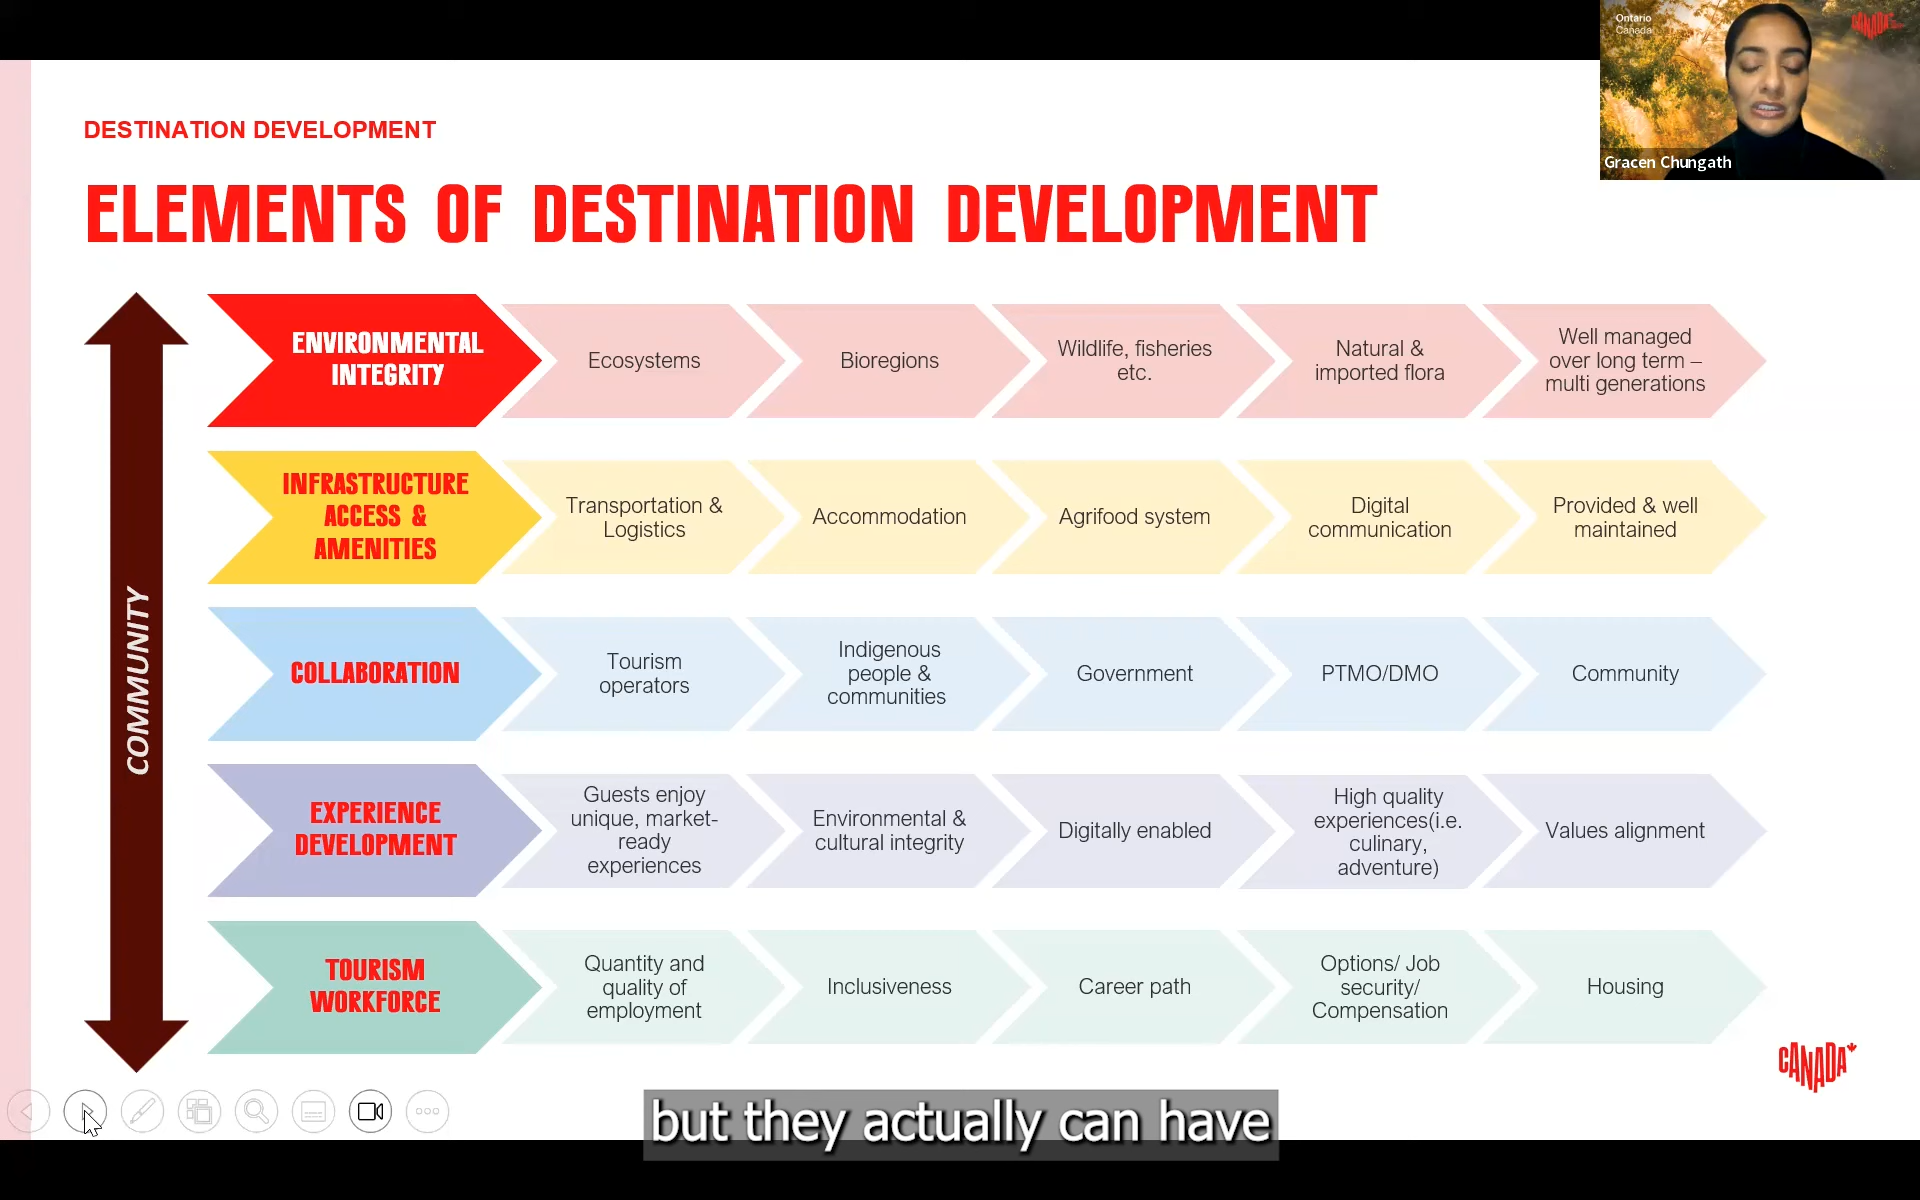 Ontario
Canada
CANADA
Gracen Chungath
DESTINATION DEVELOPMENT
ELEMENTS OF DESTINATION DEVELOPMENT
COMMUNITY
ENVIRONMENTAL
INTEGRITY
Ecosystems
Bioregions
Wildlife, fisheries
etc.
Natural &
imported flora
Well managed
over long term –
multi generations
INFRASTRUCTURE
ACCESS &
AMENITIES
Transportation &
Logistics
Accommodation
Agrifood system
Digital
communication
Provided & well
maintained
COLLABORATION
Tourism
operators
Indigenous
people &
communities
Government
PTMO/DMO
Community
EXPERIENCE
DEVELOPMENT
Guests enjoy
unique, market-
ready
experiences
Environmental &
cultural integrity
Digitally enabled
High quality
experiences(i.e.
culinary,
adventure)
Values alignment
TOURISM
WORKFORCE
Quantity and
quality of
employment
Inclusiveness
Career path
Options/ Job
security/
Compensation
Housing
CANADA
but they actually can have